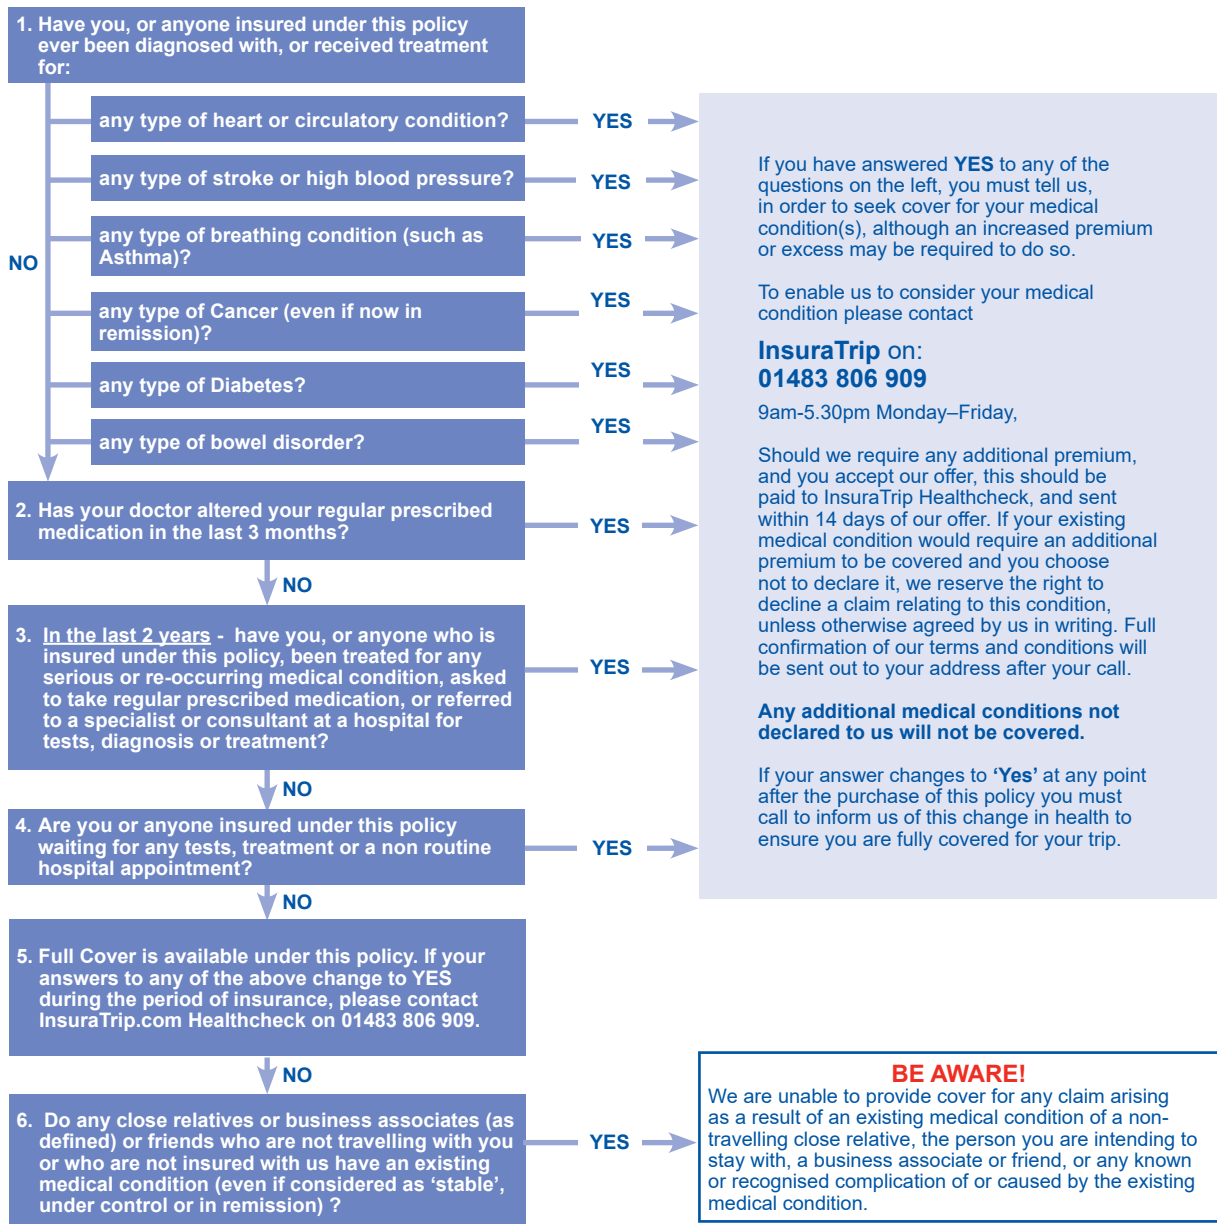 1. Have you, or anyone insured under this policy
ever been diagnosed with, or received treatment
for:
any type of heart or circulatory condition?
YES
any type of stroke or high blood pressure?
YES
any type of breathing condition (such as
Asthma)?
YES
NO
any type of Cancer (even if now in
remission)?
YES
any type of Diabetes?
YES
any type of bowel disorder?
YES
2. Has your doctor altered your regular prescribed
medication in the last 3 months?
YES
NO
3. In the last 2 years - have you, or anyone who is
insured under this policy, been treated for any
serious or re-occurring medical condition, asked
to take regular prescribed medication, or referred
to a specialist or consultant at a hospital for
tests, diagnosis or treatment?
YES
NO
4. Are you or anyone insured under this policy
waiting for any tests, treatment or a non routine
hospital appointment?
YES
NO
If you have answered YES to any of the
questions on the left, you must tell us,
in order to seek cover for your medical
condition(s), although an increased premium
or excess may be required to do so.
To enable us to consider your medical
condition please contact
InsuraTrip on:
01483 806 909
9am-5.30pm Monday–Friday,
Should we require any additional premium,
and you accept our offer, this should be
paid to InsuraTrip Healthcheck, and sent
within 14 days of our offer. If your existing
medical condition would require an additional
premium to be covered and you choose
not to declare it, we reserve the right to
decline a claim relating to this condition,
unless otherwise agreed by us in writing. Full
confirmation of our terms and conditions will
be sent out to your address after your call.
Any additional medical conditions not
declared to us will not be covered.
If your answer changes to ‘Yes’ at any point
after the purchase of this policy you must
call to inform us of this change in health to
ensure you are fully covered for your trip.
5. Full Cover is available under this policy. If your
answers to any of the above change to YES
during the period of insurance, please contact
InsuraTrip.com Healthcheck on 01483 806 909.
NO
6. Do any close relatives or business associates (as
defined) or friends who are not travelling with you
or who are not insured with us have an existing
medical condition (even if considered as ‘stable’,
under control or in remission) ?
YES
BE AWARE!
We are unable to provide cover for any claim arising
as a result of an existing medical condition of a non-
travelling close relative, the person you are intending to
stay with, a business associate or friend, or any known
or recognised complication of or caused by the existing
medical condition.